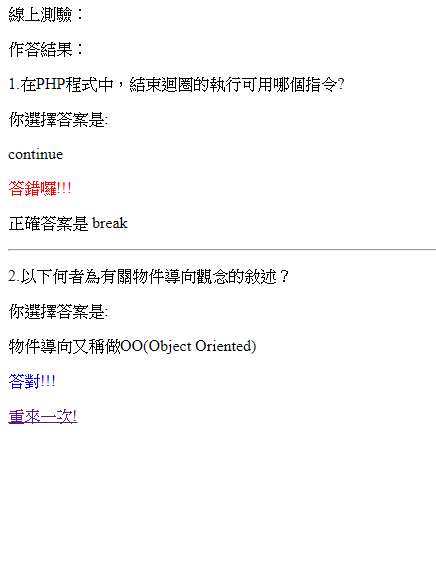 線上測驗：
作答結果：
1.在PHP程式中，結束迴圈的執行可用哪個指令?
你選擇答案是:
continue
答錯囉!!!
正確答案是 break
2.以下何者為有關物件導向觀念的敘述？
你選擇答案是:
物件導向又稱做OO(Object Oriented)
答對!!!
重來一次!